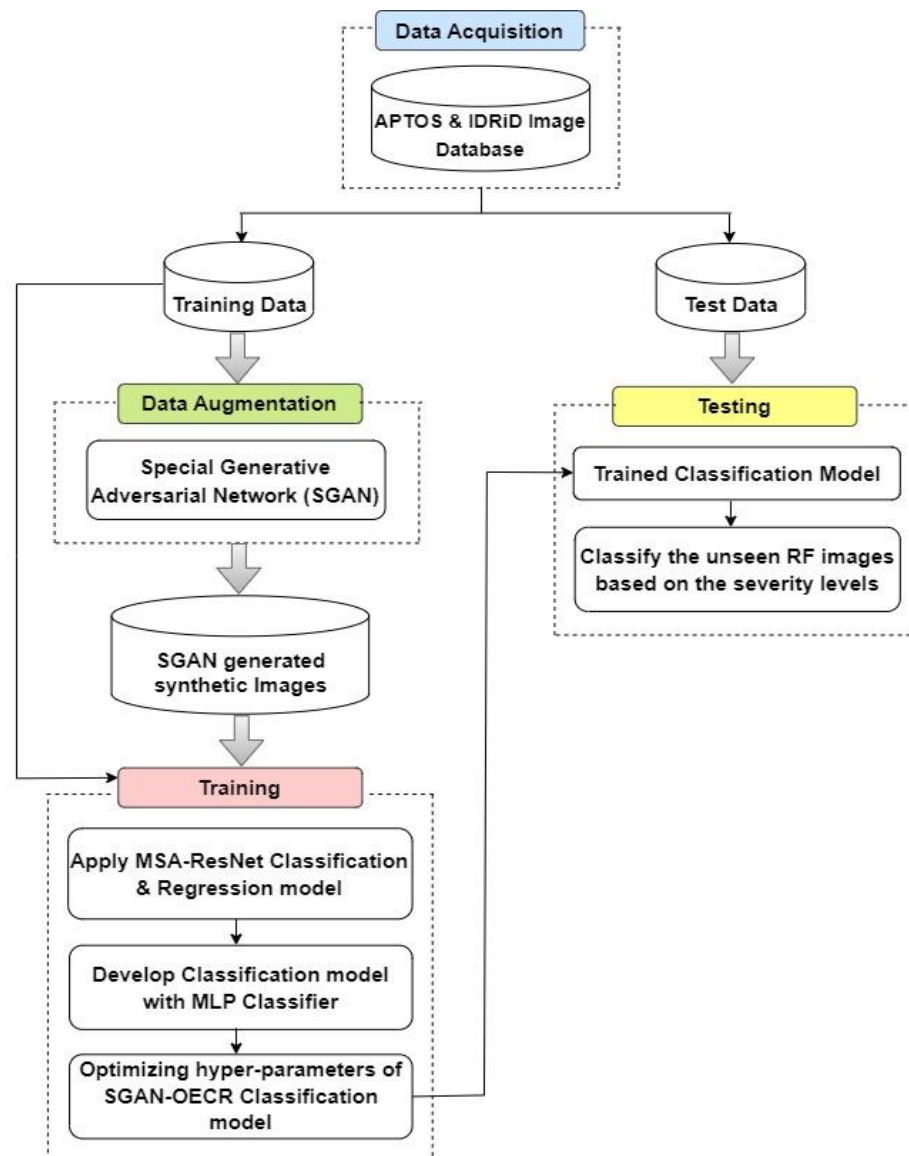 Data Acquisition
APTOS & IDRiD Image
Database
Training Data
Test Data
Data Augmentation
Special Generative
Adversarial Network (SGAN)
SGAN generated
synthetic Images
Training
Apply MSA-ResNet Classification
& Regression model
Develop Classification model
with MLP Classifier
Optimizing hyper-parameters of
SGAN-OECR Classification
model
Testing
Trained Classification Model
Classify the unseen RF images
based on the severity levels